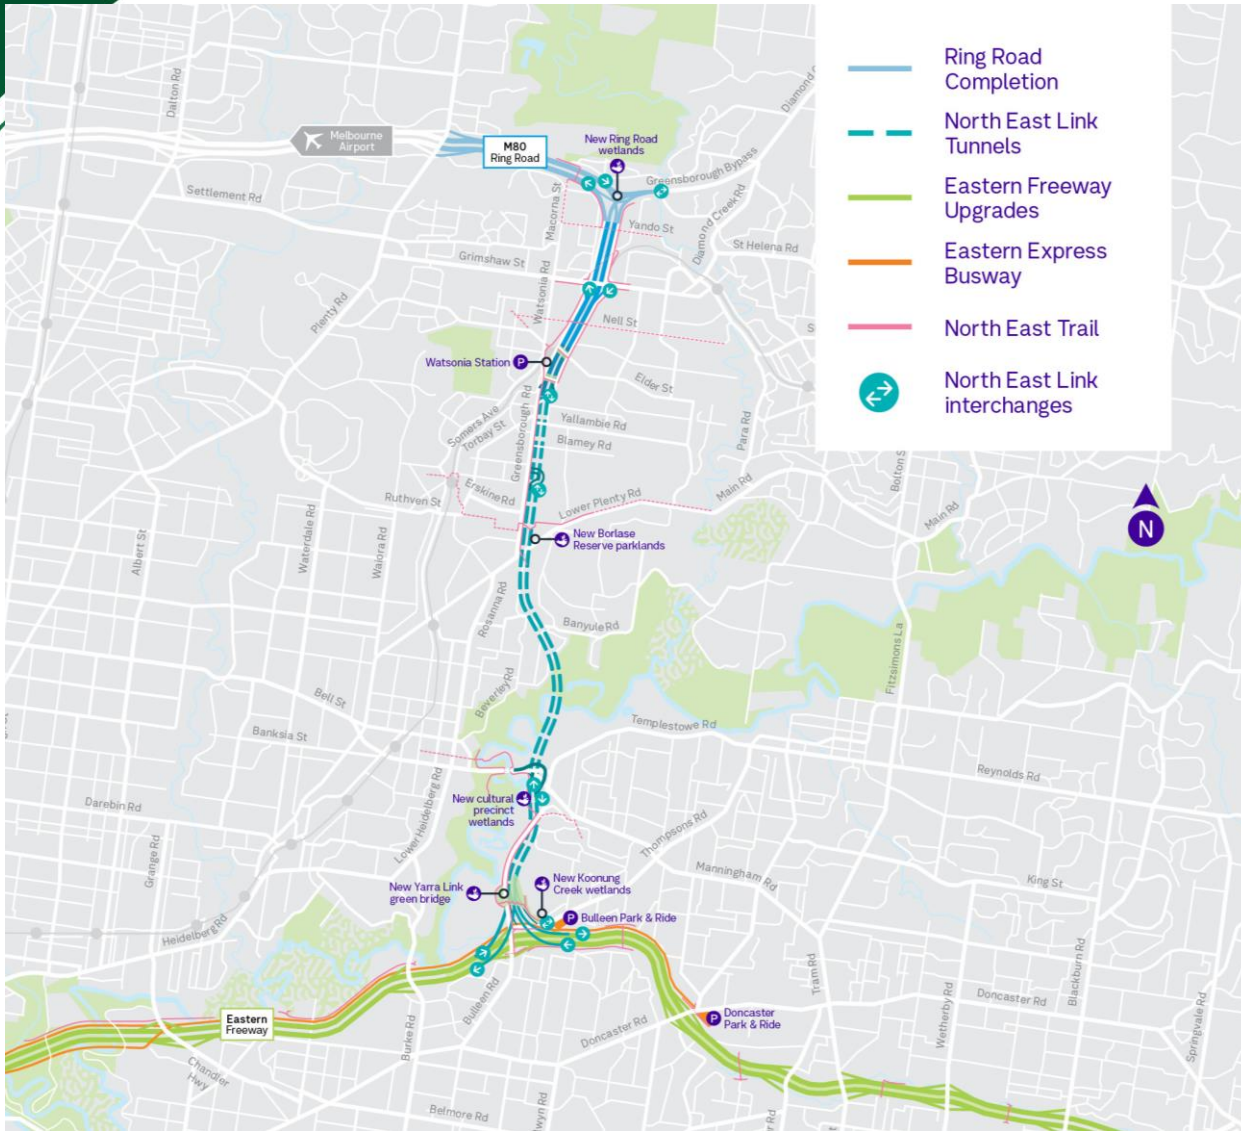 Ring Road
Completion
North East Link
Tunnels
Eastern Freeway
Upgrades
Eastern Express
Busway
North East Trail
North East Link
interchanges
N
Dalton Rd
Melbourne
Airport
M80
Ring Road
New Ring Road
wetlands
Greensborough Bypass
Settlement Rd
Macorna St
Yando St
Diamond Creek Rd
St Helena Rd
Grimshaw St
Watsonia Rd
Plenty Rd
Nell St
Watsonia Station
P
Elder St
Greensborough Rd
Somers Ave
Torbay St
Yallambie Rd
Blamey Rd
Para Rd
Erskine Rd
Ruthven St
Lower Plenty Rd
Main Rd
Main Rd
Albert St
Waterdale Rd
Waiora Rd
New Borlase
Reserve parklands
Rosanna Rd
Banyule Rd
Fitzsimons La
Beverley Rd
Bell St
Banksia St
Templestowe Rd
Reynolds Rd
Darebin Rd
Lower Heidelberg Rd
New cultural
precinct
wetlands
Grange Rd
Thompsons Rd
Manningham Rd
King St
New Yarra Link
green bridge
New Koonung
Creek wetlands
P
Bulleen Park & Ride
Heidelberg Rd
Bulleen Rd
Tram Rd
Blackburn Rd
Doncaster Rd
Wetherby Rd
Springvale Rd
Eastern
Freeway
P
Doncaster
Park & Ride
Doncaster Rd
Burke Rd
Chandler
Hwy
Belmore Rd